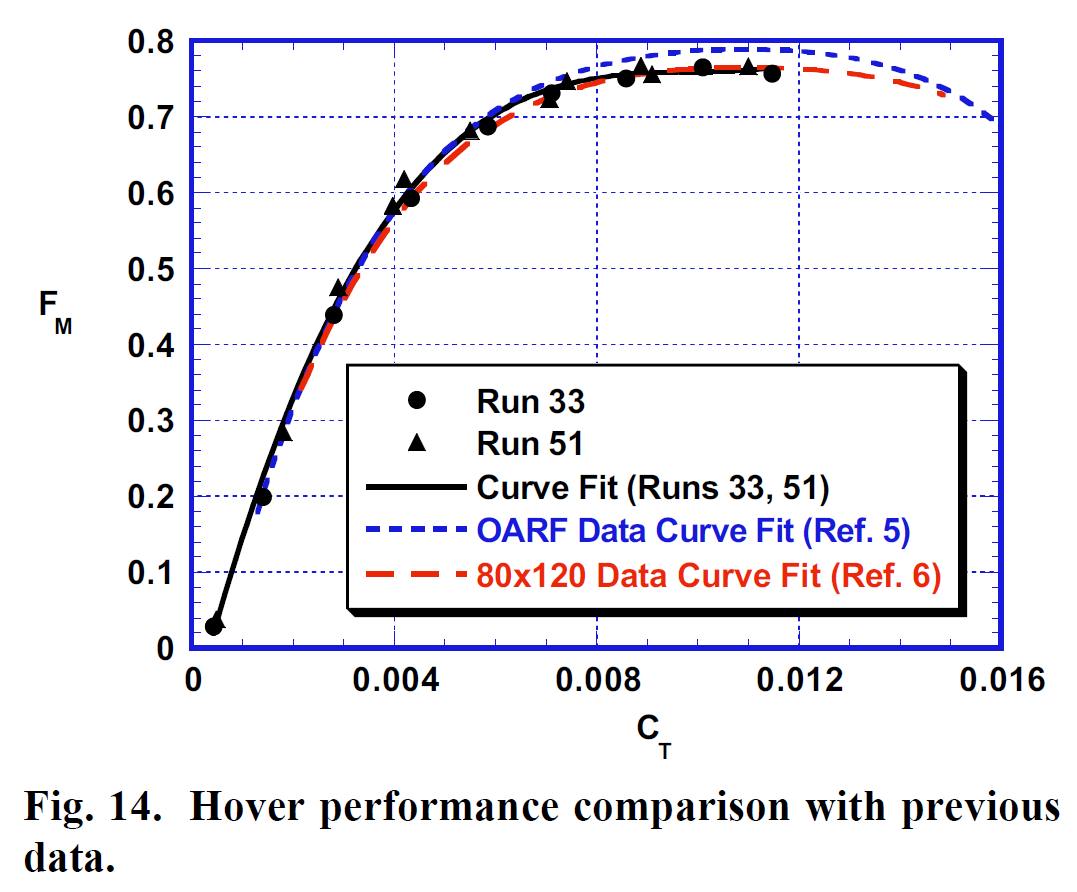 0.8
0.7
0.6
0.5
0.4
0.3
0.2
0.1
0
F_M
Run 33
Run 51
Curve Fit (Runs 33, 51)
OARF Data Curve Fit (Ref. 5)
80x120 Data Curve Fit (Ref. 6)
0 0.004 0.008 0.012 0.016
C_T
Fig. 14. Hover performance comparison with previous
data.